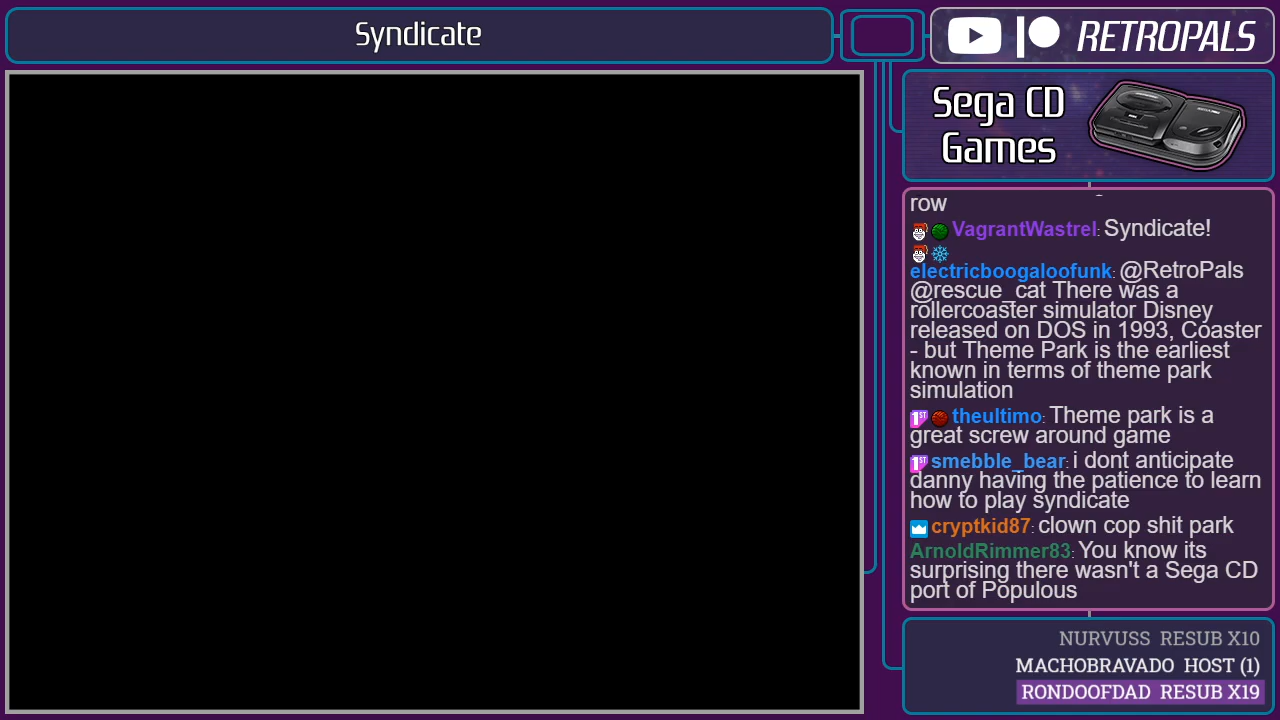 Syndicate
RETROPALS
Sega CD
Games
row
VagrantWastrel: Syndicate!
electricboogaloofunk: @RetroPals
@rescue_cat There was a
rollercoaster simulator Disney
released on DOS in 1993, Coaster
- but Theme Park is the earliest
known in terms of theme park
simulation
1ST theultimo: Theme park is a
great screw around game
1ST smebble_bear: i dont anticipate
danny having the patience to learn
how to play syndicate
cryptkid87: clown cop shit park
ArnoldRimmer83: You know its
surprising there wasn't a Sega CD
port of Populous
NURVUSS RESUB X10
MACHOBRAVADO HOST (1)
RONDOOFDAD RESUB X19